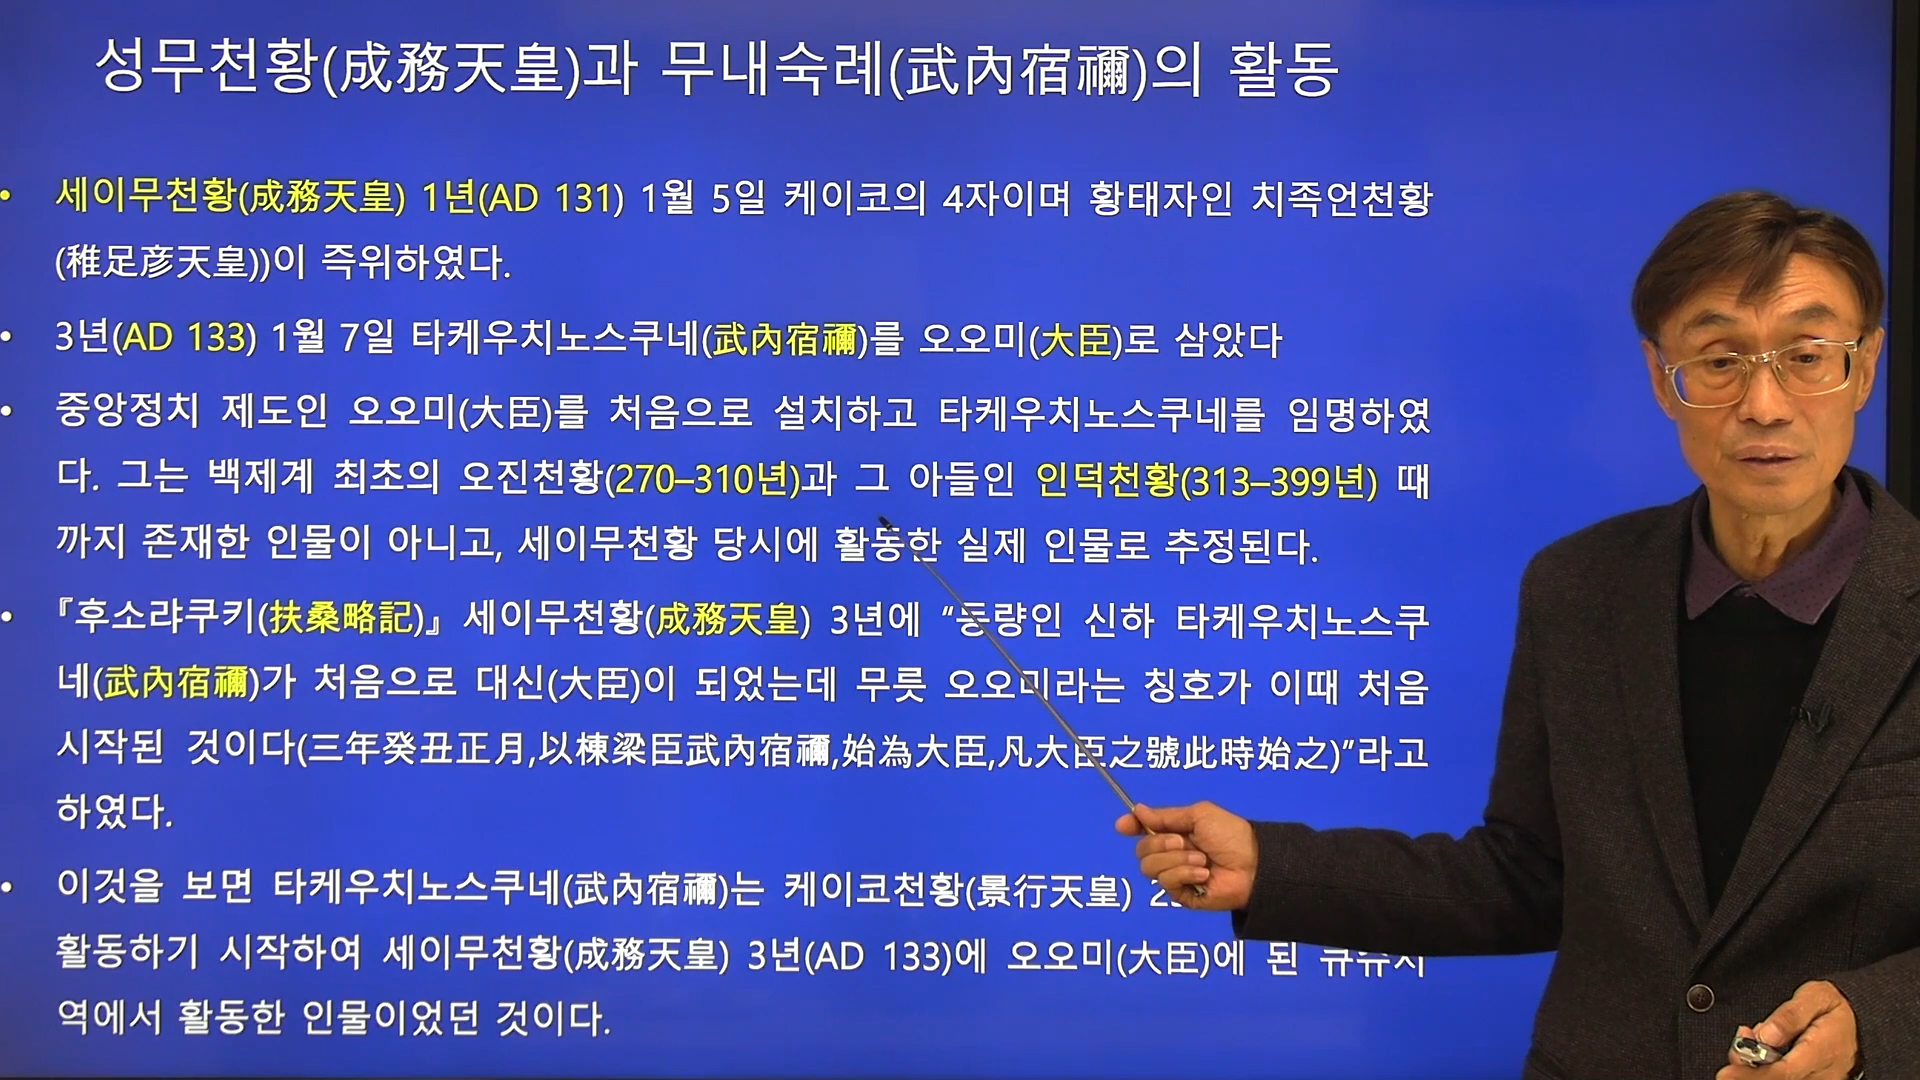 성무천황(成務天皇)과 무내숙례(武內宿禰)의 활동
• 세이무천황(成務天皇) 1년(AD 131) 1월 5일 케이코의 4자이며 황태자인 치족언천황
(稚足彦天皇))이 즉위하였다.
• 3년(AD 133) 1월 7일 타케우치노스쿠네(武內宿禰)를 오오미(大臣)로 삼았다
• 중앙정치 제도인 오오미(大臣)를 처음으로 설치하고 타케우치노스쿠네를 임명하였
다. 그는 백제계 최초의 오진천황(270–310년)과 그 아들인 인덕천황(313–399년) 때
까지 존재한 인물이 아니고, 세이무천황 당시에 활동한 실제 인물로 추정된다.
• 『후소랴쿠키(扶桑略記)』 세이무천황(成務天皇) 3년에 “동량인 신하 타케우치노스쿠
네(武內宿禰)가 처음으로 대신(大臣)이 되었는데 무릇 오오미라는 칭호가 이때 처음
시작된 것이다(三年癸丑正月,以棟梁臣武內宿禰,始為大臣,凡大臣之號此時始之)”라고
하였다.
• 이것을 보면 타케우치노스쿠네(武內宿禰)는 케이코천황(景行天皇)
활동하기 시작하여 세이무천황(成務天皇) 3년(AD 133)에 오오미(大臣)에 된 큐슈지
역에서 활동한 인물이었던 것이다.